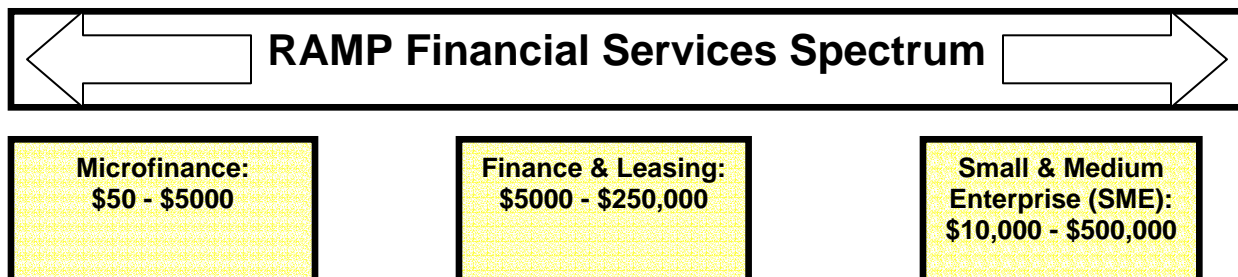 RAMP Financial Services Spectrum
Microfinance:
$50 - $5000
Finance & Leasing:
$5000 - $250,000
Small & Medium
Enterprise (SME):
$10,000 - $500,000